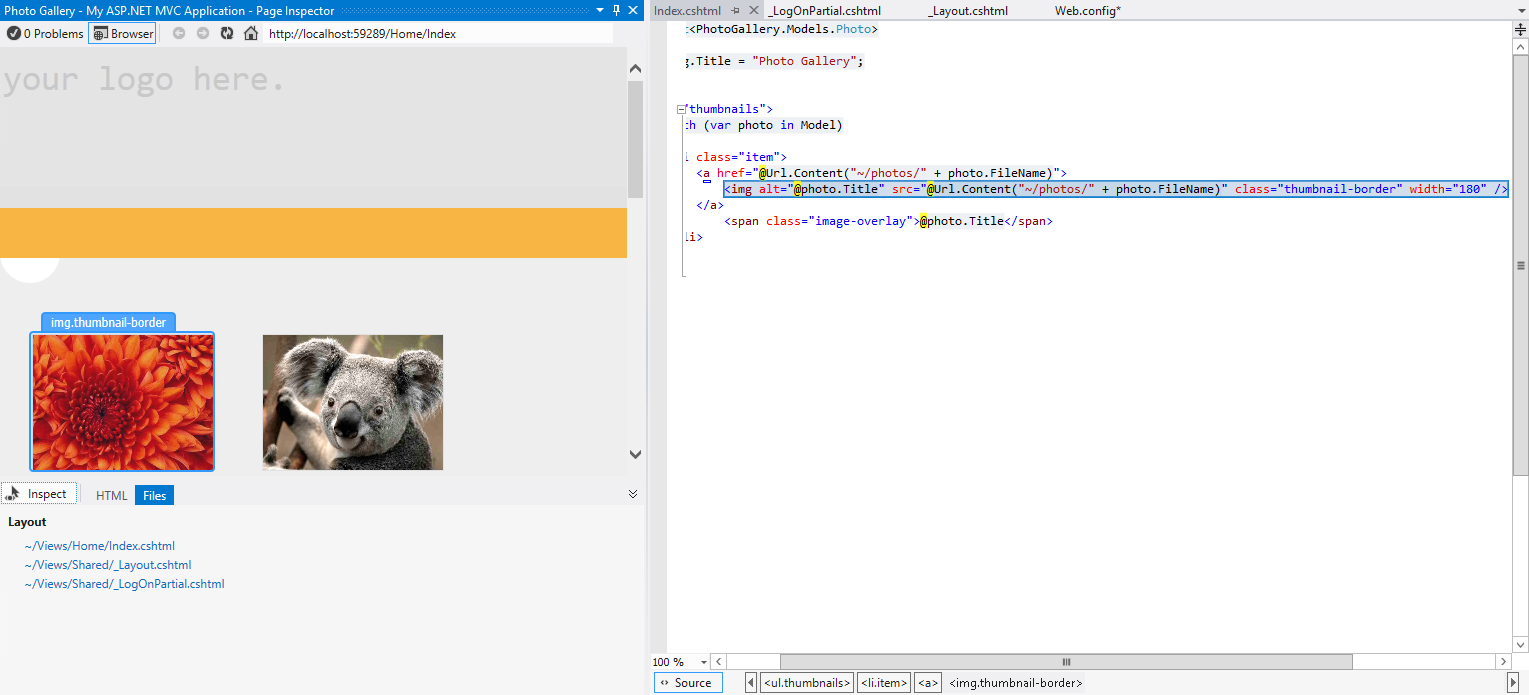 Photo Gallery - My ASP.NET MVC Application - Page Inspector
0 Problems Browser http://localhost:59289/Home/Index
your logo here.
img.thumbnail-border
Inspect HTML Files
Layout
~/Views/Home/Index.cshtml
~/Views/Shared/_Layout.cshtml
~/Views/Shared/_LogOnPartial.cshtml
Index.cshtml _LogOnPartial.cshtml _Layout.cshtml Web.config*
<PhotoGallery.Models.Photo>
g.Title = "Photo Gallery";
"thumbnails">
ch (var photo in Model)
class="item">
<a href="@Url.Content("~/photos/" + photo.FileName)">
<img alt="@photo.Title" src="@Url.Content("~/photos/" + photo.FileName)" class="thumbnail-border" width="180" />
</a>
<span class="image-overlay">@photo.Title</span>
li>
100 %
Source <ul.thumbnails> <li.item> <a> <img.thumbnail-border>